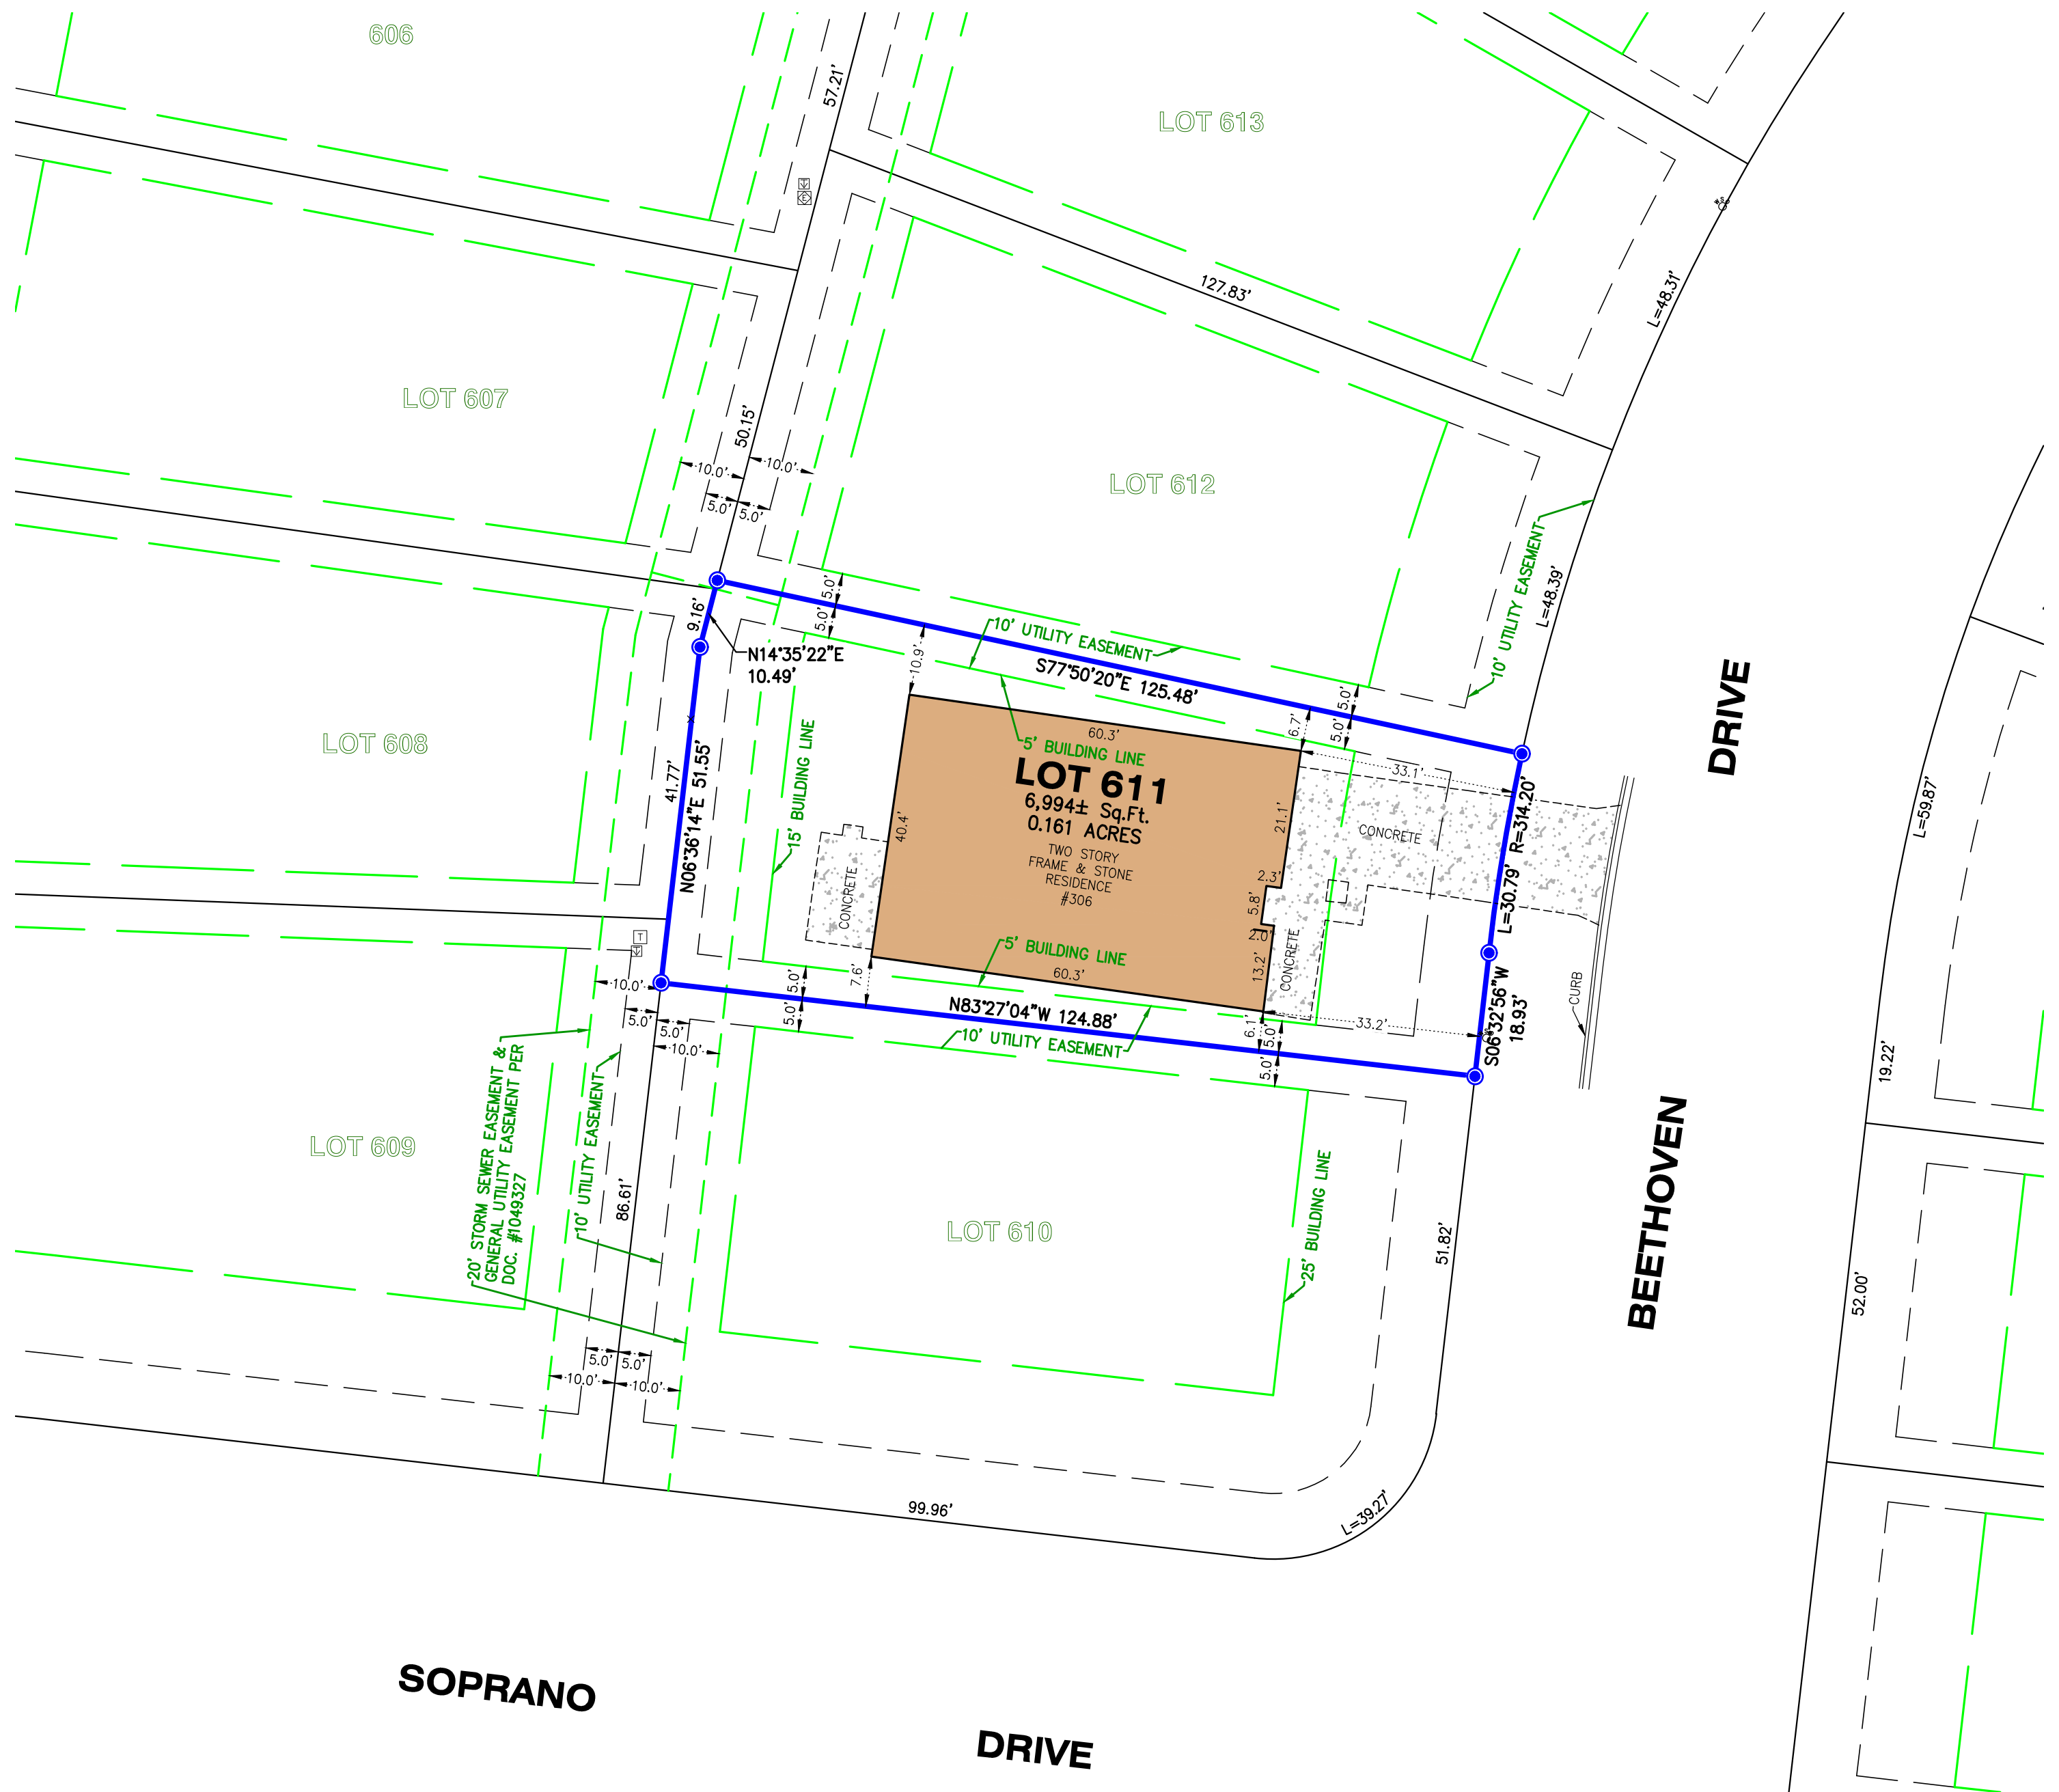 606
57.21'
LOT 613
127.83'
L=48.31'
LOT 607
50.15'
10.0'
10.0'
5.0'
5.0'
LOT 612
10' UTILITY EASEMENT
L=48.39'
5.0'
5.0'
9.16'
N14°35'22"E
10.49'
10.9'
10' UTILITY EASEMENT
S77°50'20"E 125.48'
5.0'
5.0'
6.7'
33.1'
LOT 608
41.77'
N06°36'14"E 51.55'
15' BUILDING LINE
60.3'
5' BUILDING LINE
LOT 611
6,994± Sq.Ft.
0.161 ACRES
TWO STORY
FRAME & STONE
RESIDENCE
#306
40.4'
21.1'
2.3'
5.8'
2.0'
13.2'
CONCRETE
CONCRETE
CONCRETE
L=30.79' R=314.20'
DRIVE
L=59.87'
5' BUILDING LINE
60.3'
7.6'
5.0'
5.0'
N83°27'04"W 124.88'
10' UTILITY EASEMENT
6.1'
5.0'
5.0'
33.2'
S06°32'56"W
18.93'
CURB
T
10.0'
5.0'
5.0'
10.0'
19.22'
LOT 609
20' STORM SEWER EASEMENT &
GENERAL UTILITY EASEMENT PER
DOC. #1049327
10' UTILITY EASEMENT
86.61'
LOT 610
25' BUILDING LINE
51.82'
BEETHOVEN
52.00'
5.0'
5.0'
10.0'
10.0'
99.96'
L=39.27'
SOPRANO
DRIVE